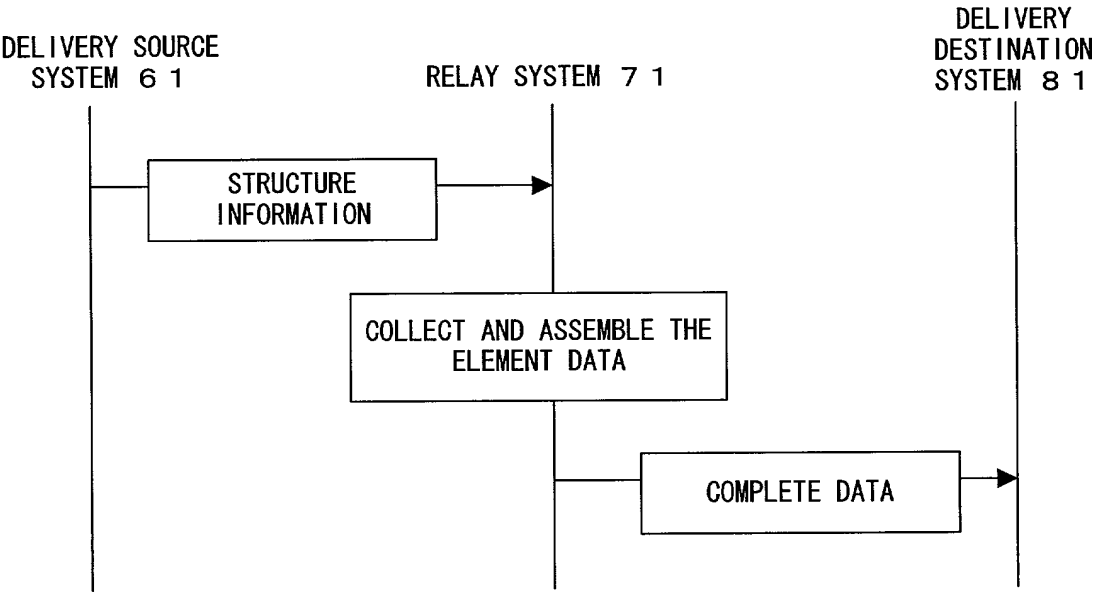 DELIVERY SOURCE
SYSTEM 6 1
RELAY SYSTEM 7 1
DELIVERY
DESTINATION
SYSTEM 8 1
STRUCTURE
INFORMATION
COLLECT AND ASSEMBLE THE
ELEMENT DATA
COMPLETE DATA